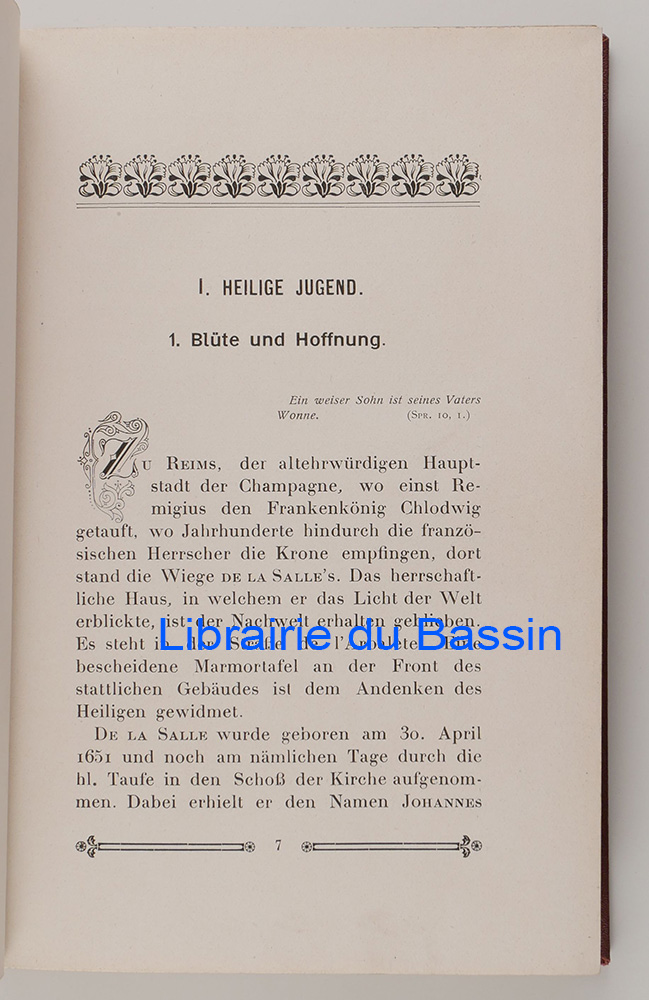 I. HEILIGE JUGEND.
1. Blüte und Hoffnung.
Ein weiser Sohn ist seines Vaters
Wonne. (SPR. 10, 1.)
ZU REIMS, der altehrwürdigen Haupt-
stadt der Champagne, wo einst Re-
migius den Frankenkönig Chlodwig
getauft, wo Jahrhunderte hindurch die franzö-
sischen Herrscher die Krone empfingen, dort
stand die Wiege DE LA SALLE'S. Das herrschaft-
liche Haus, in welchem er das Licht der Welt
erblickte, ist der Nachwelt erhalten geblieben.
Librairie du Bassin
Es steht in der Straße de l'Arbalète. Eine
bescheidene Marmortafel an der Front des
stattlichen Gebäudes ist dem Andenken des
Heiligen gewidmet.
DE LA SALLE wurde geboren am 30. April
1651 und noch am nämlichen Tage durch die
hl. Taufe in den Schoß der Kirche aufgenom-
men. Dabei erhielt er den Namen JOHANNES
7